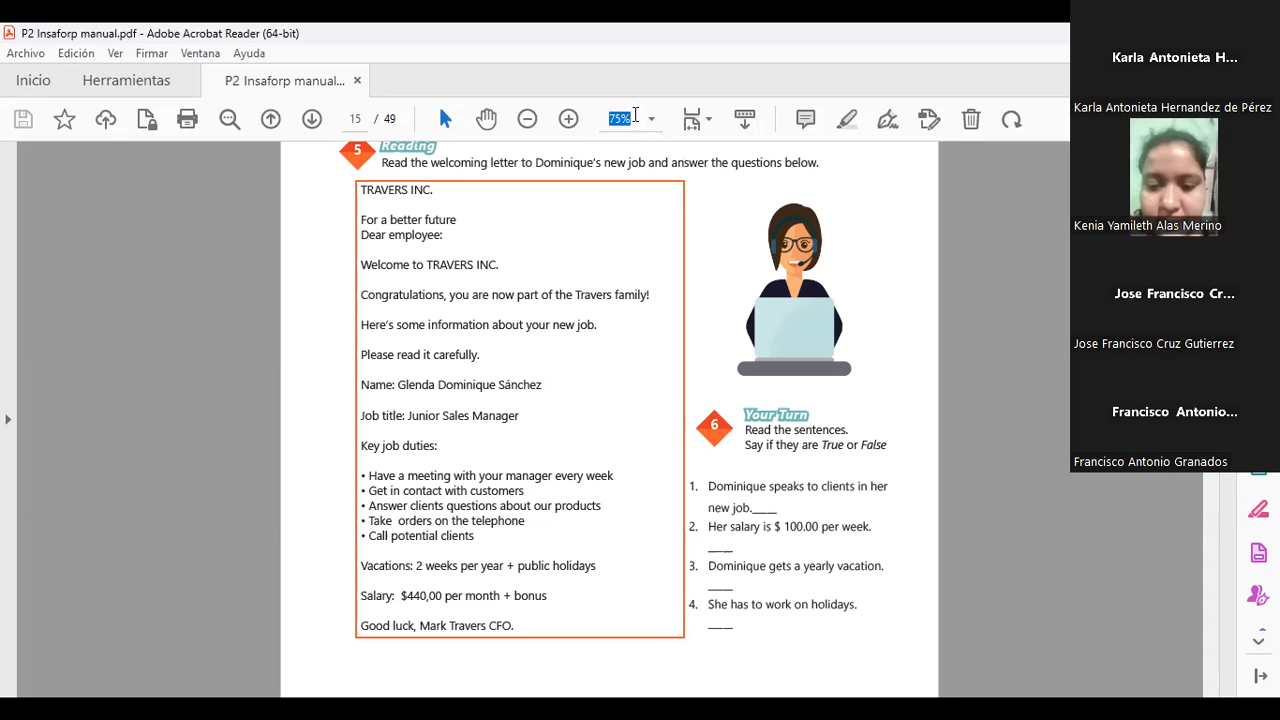 P2 Insaforp manual.pdf - Adobe Acrobat Reader (64-bit)
Archivo Edición Ver Firmar Ventana Ayuda
Inicio Herramientas P2 Insaforp manual... ×
15 / 49 75%
5 Reading
Read the welcoming letter to Dominique's new job and answer the questions below.
TRAVERS INC.
For a better future
Dear employee:
Welcome to TRAVERS INC.
Congratulations, you are now part of the Travers family!
Here's some information about your new job.
Please read it carefully.
Name: Glenda Dominique Sánchez
Job title: Junior Sales Manager
Key job duties:
• Have a meeting with your manager every week
• Get in contact with customers
• Answer clients questions about our products
• Take orders on the telephone
• Call potential clients
Vacations: 2 weeks per year + public holidays
Salary: $440,00 per month + bonus
Good luck, Mark Travers CFO.
6 Your Turn
Read the sentences.
Say if they are True or False
1. Dominique speaks to clients in her
new job.____
2. Her salary is $ 100.00 per week.
____
3. Dominique gets a yearly vacation.
____
4. She has to work on holidays.
____
Karla Antonieta H...
Karla Antonieta Hernandez de Pérez
Kenia Yamileth Alas Merino
Jose Francisco Cr...
Jose Francisco Cruz Gutierrez
Francisco Antonio...
Francisco Antonio Granados